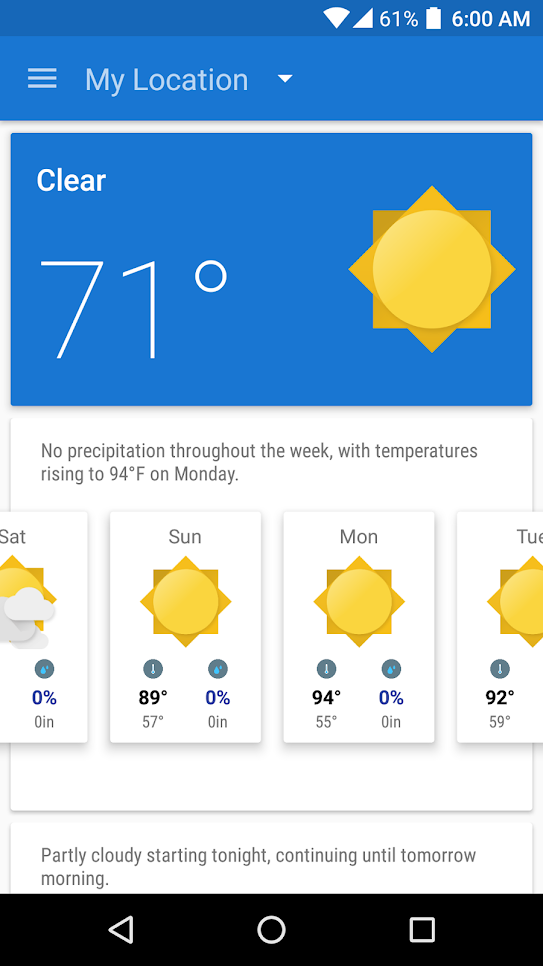 61% 6:00 AM
My Location
Clear
71°
No precipitation throughout the week, with temperatures
rising to 94°F on Monday.
Sat Sun Mon Tue
0% 89° 0% 94° 0% 92°
0in 57° 0in 55° 0in 59°
Partly cloudy starting tonight, continuing until tomorrow
morning.